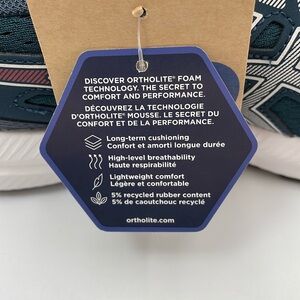 DISCOVER ORTHOLITE® FOAM
TECHNOLOGY. THE SECRET TO
COMFORT AND PERFORMANCE.
DÉCOUVREZ LA TECHNOLOGIE
D'ORTHOLITE® MOUSSE. LE SECRET DU
CONFORT ET DE LA PERFORMANCE.
Long-term cushioning
Confort et amorti longue durée
High-level breathability
Haute respirabilité
Lightweight comfort
Légère et confortable
5% recycled rubber content
5% de caoutchouc recyclé
ortholite.com